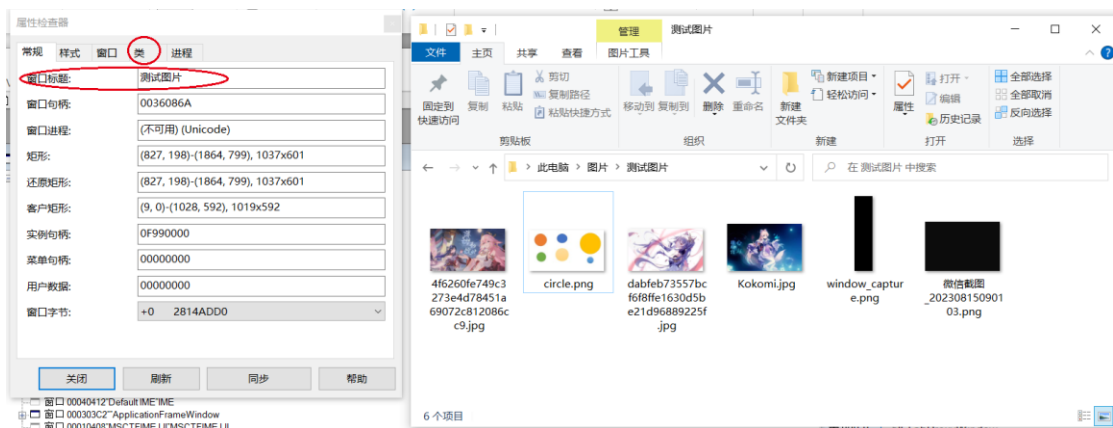 属性检查器
常规 样式 窗口 类 进程
窗口标题: 测试图片
窗口句柄: 0036086A
窗口进程: (不可用) (Unicode)
矩形: (827, 198)-(1864, 799), 1037x601
还原矩形: (827, 198)-(1864, 799), 1037x601
客户矩形: (9, 0)-(1028, 592), 1019x592
实例句柄: 0F990000
菜单句柄: 00000000
用户数据: 00000000
窗口字节: +0 2814ADD0
关闭 刷新 同步 帮助
窗口 00040412"Default IME"IME
窗口 000303C2""ApplicationFrameWindow
窗口 00010408"MSCTFIME UI"MSCTFIME UI
管理 测试图片
文件 主页 共享 查看 图片工具
固定到
快速访问
复制
粘贴
剪切
复制路径
粘贴快捷方式
剪贴板
移动到 复制到 删除 重命名
组织
新建
文件夹
新建项目
轻松访问
新建
属性
打开
编辑
历史记录
打开
全部选择
全部取消
反向选择
选择
此电脑 > 图片 > 测试图片
在 测试图片 中搜索
4f6260fe749c3
273e4d78451a
69072c812086c
c9.jpg
circle.png
dabfeb73557bc
f6f8ffe1630d5b
e21d96889225f
.jpg
Kokomi.jpg
window_captur
e.png
微信截图
_202308150901
03.png
6 个项目